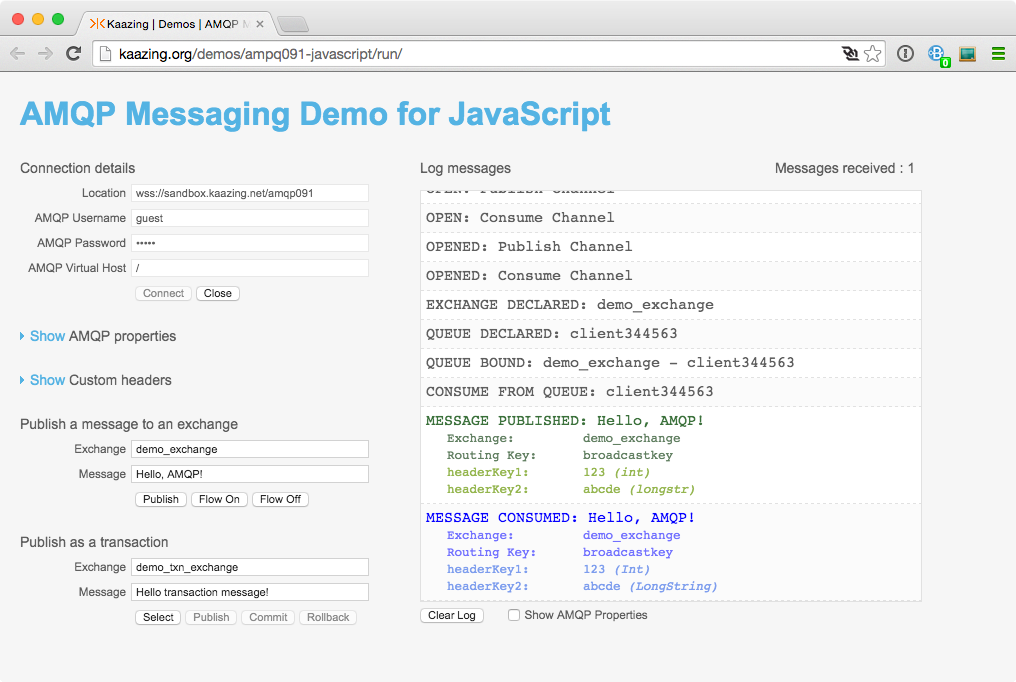 Kaazing | Demos | AMQP M
kaazing.org/demos/ampq091-javascript/run/
0
AMQP Messaging Demo for JavaScript
Connection details
Location wss://sandbox.kaazing.net/amqp091
AMQP Username guest
AMQP Password •••••
AMQP Virtual Host /
Connect Close
Show AMQP properties
Show Custom headers
Publish a message to an exchange
Exchange demo_exchange
Message Hello, AMQP!
Publish Flow On Flow Off
Publish as a transaction
Exchange demo_txn_exchange
Message Hello transaction message!
Select Publish Commit Rollback
Log messages Messages received : 1
OPEN: Publish Channel
OPEN: Consume Channel
OPENED: Publish Channel
OPENED: Consume Channel
EXCHANGE DECLARED: demo_exchange
QUEUE DECLARED: client344563
QUEUE BOUND: demo_exchange - client344563
CONSUME FROM QUEUE: client344563
MESSAGE PUBLISHED: Hello, AMQP!
Exchange: demo_exchange
Routing Key: broadcastkey
headerKey1: 123 (int)
headerKey2: abcde (longstr)
MESSAGE CONSUMED: Hello, AMQP!
Exchange: demo_exchange
Routing Key: broadcastkey
headerKey1: 123 (Int)
headerKey2: abcde (LongString)
Clear Log Show AMQP Properties